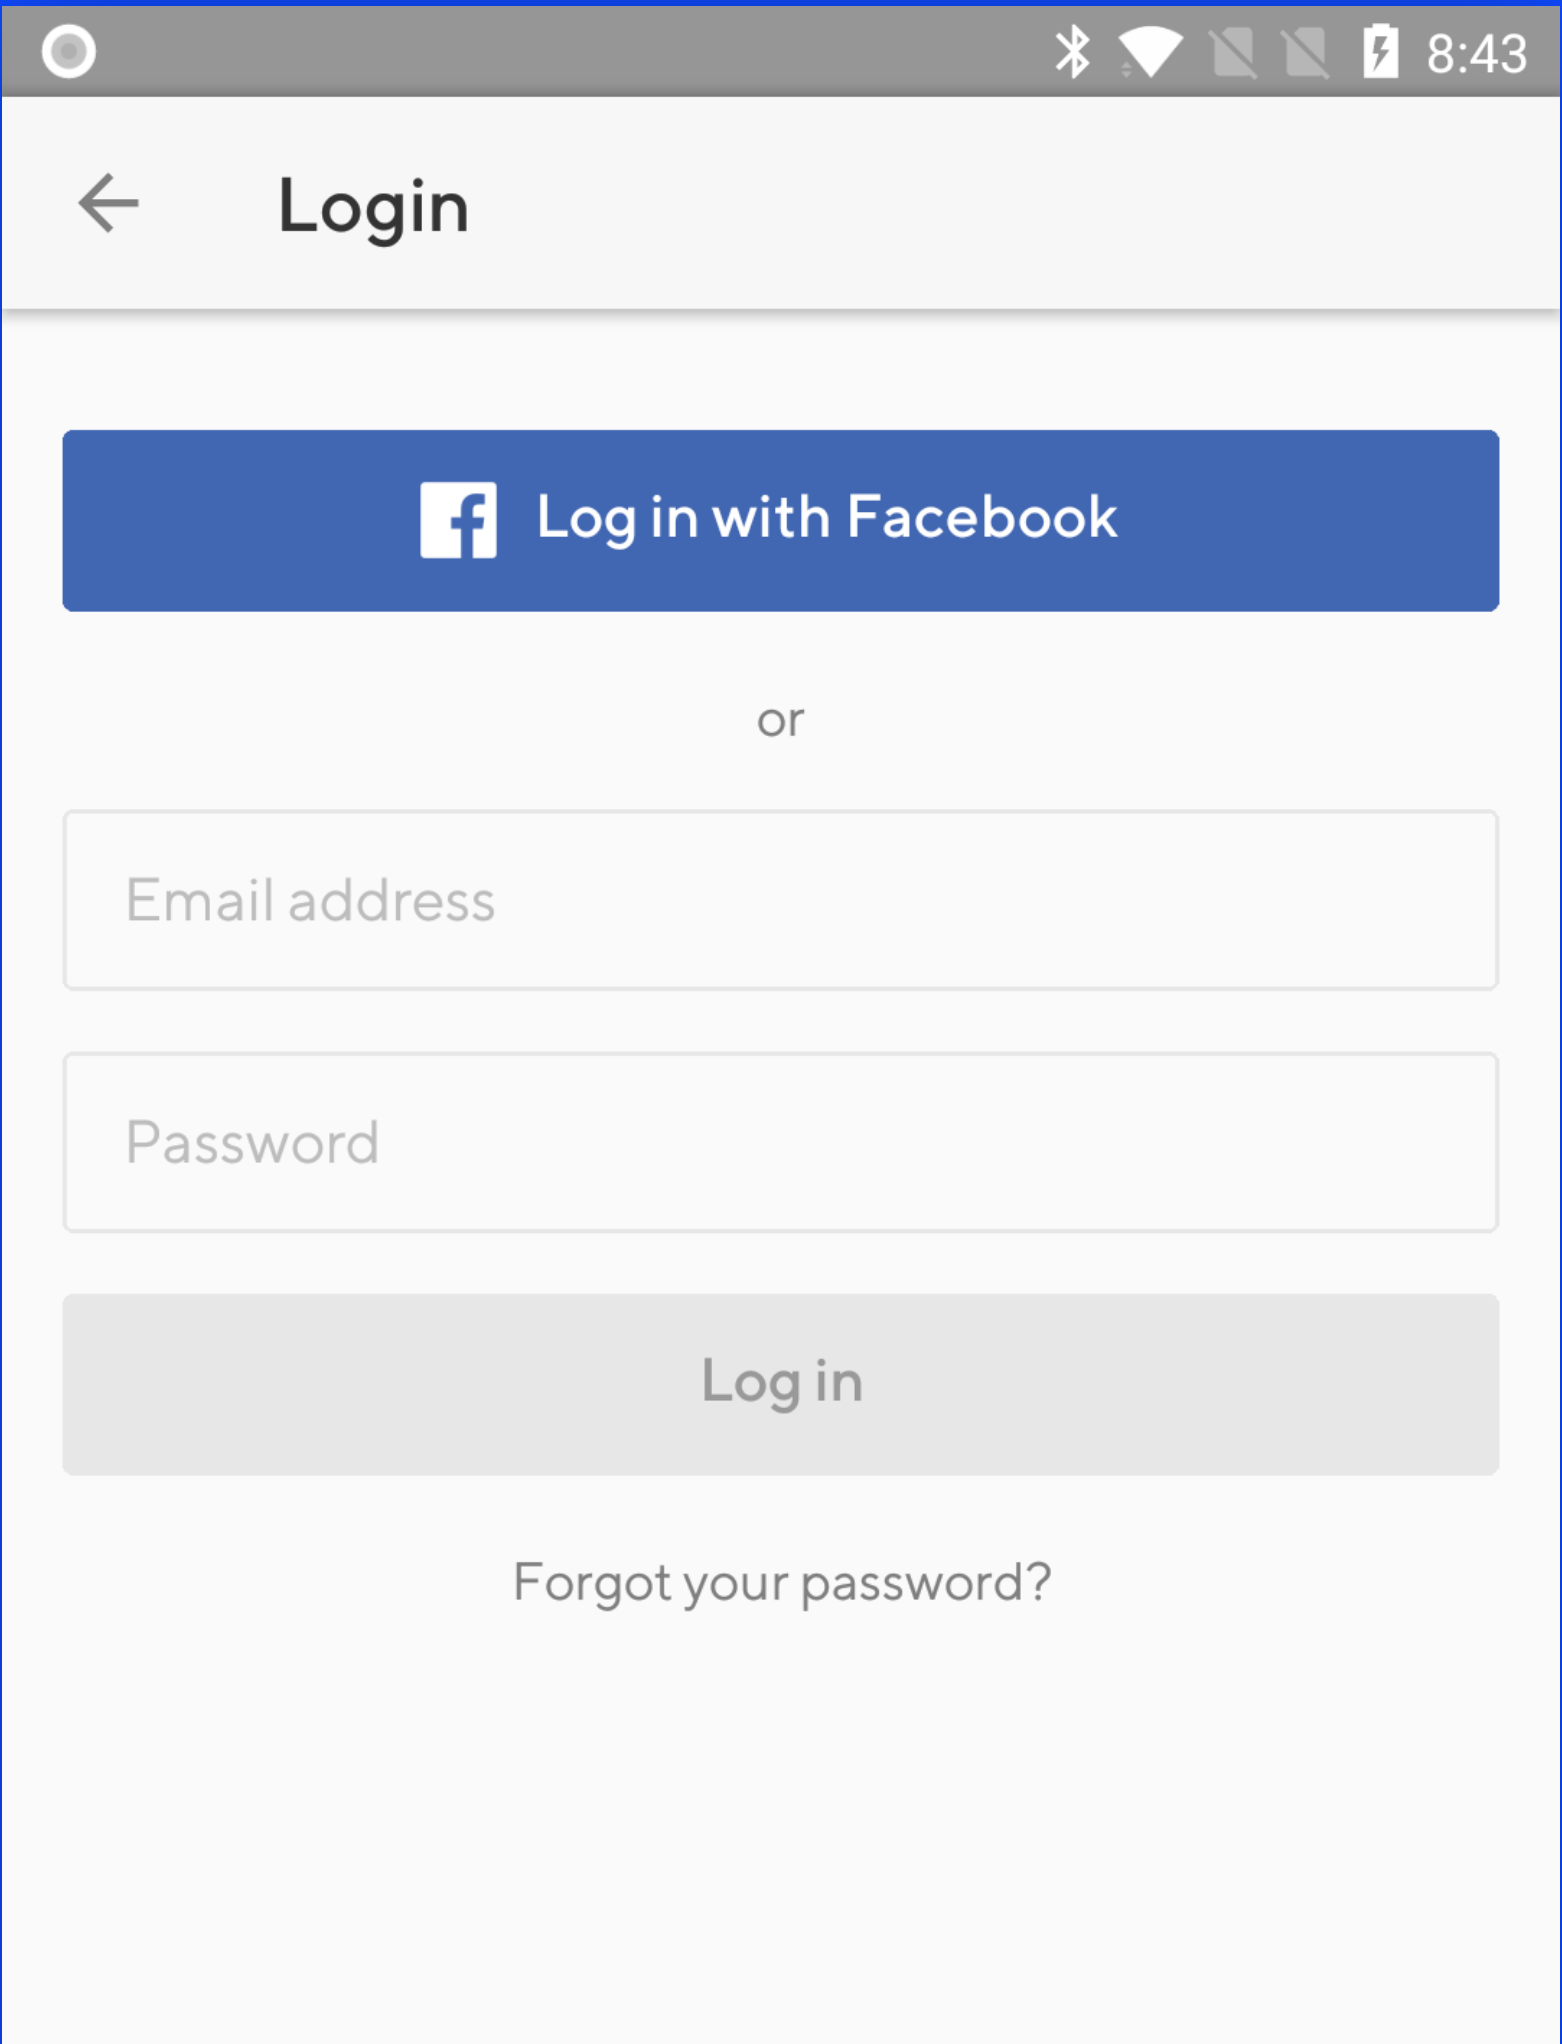 8:43
Login
Log in with Facebook
or
Email address
Password
Log in
Forgot your password?